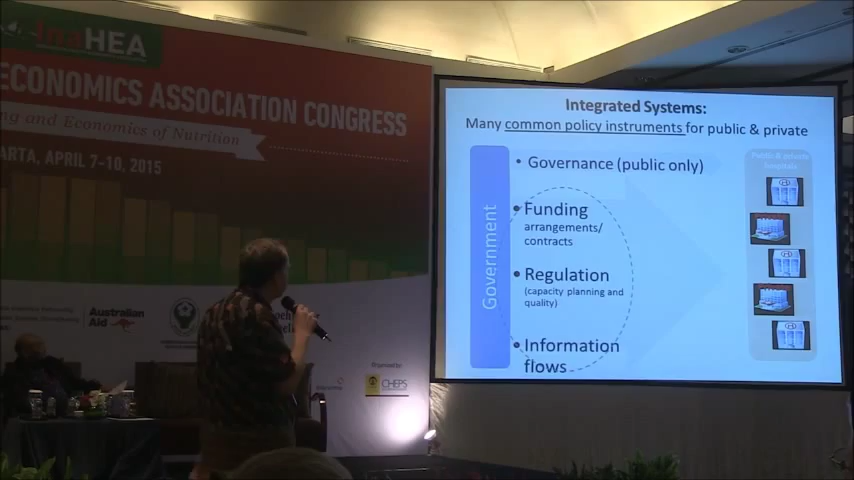 InaHEA
ECONOMICS ASSOCIATION CONGRESS
ng and Economics of Nutrition
ARTA, APRIL 7-10, 2015
Australian
Aid
CHEPS
Integrated Systems:
Many common policy instruments for public & private
Government
• Governance (public only)
• Funding
arrangements/
contracts
• Regulation
(capacity planning and
quality)
• Information
flows
Public & private
hospitals